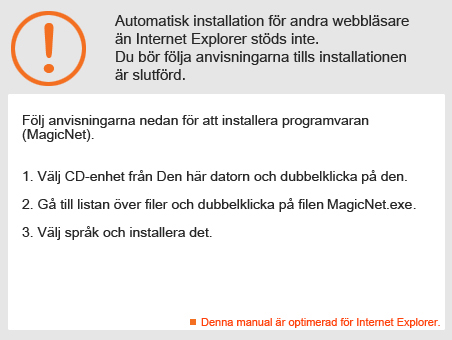 Automatisk installation för andra webbläsare
än Internet Explorer stöds inte.
Du bör följa anvisningarna tills installationen
är slutförd.
Följ anvisningarna nedan för att installera programvaran
(MagicNet).
1. Välj CD-enhet från Den här datorn och dubbelklicka på den.
2. Gå till listan över filer och dubbelklicka på filen MagicNet.exe.
3. Välj språk och installera det.
Denna manual är optimerad för Internet Explorer.